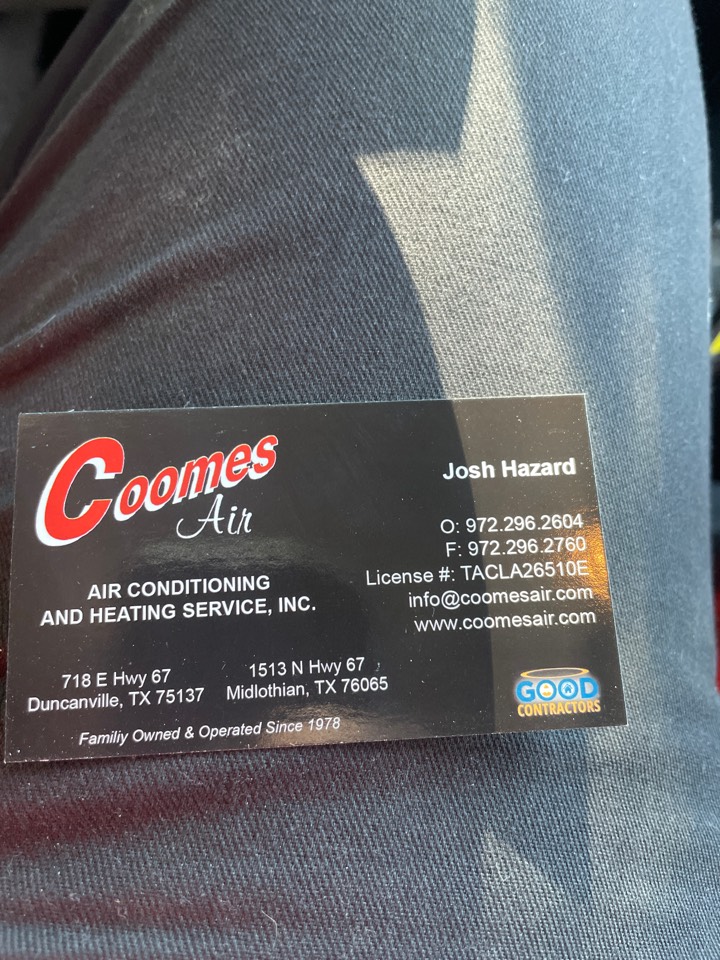 Coomes
Air
AIR CONDITIONING
AND HEATING SERVICE, INC.
718 E Hwy 67
Duncanville, TX 75137
1513 N Hwy 67
Midlothian, TX 76065
Familiy Owned & Operated Since 1978
Josh Hazard
O: 972.296.2604
F: 972.296.2760
License #: TACLA26510E
info@coomesair.com
www.coomesair.com
GOOD
CONTRACTORS